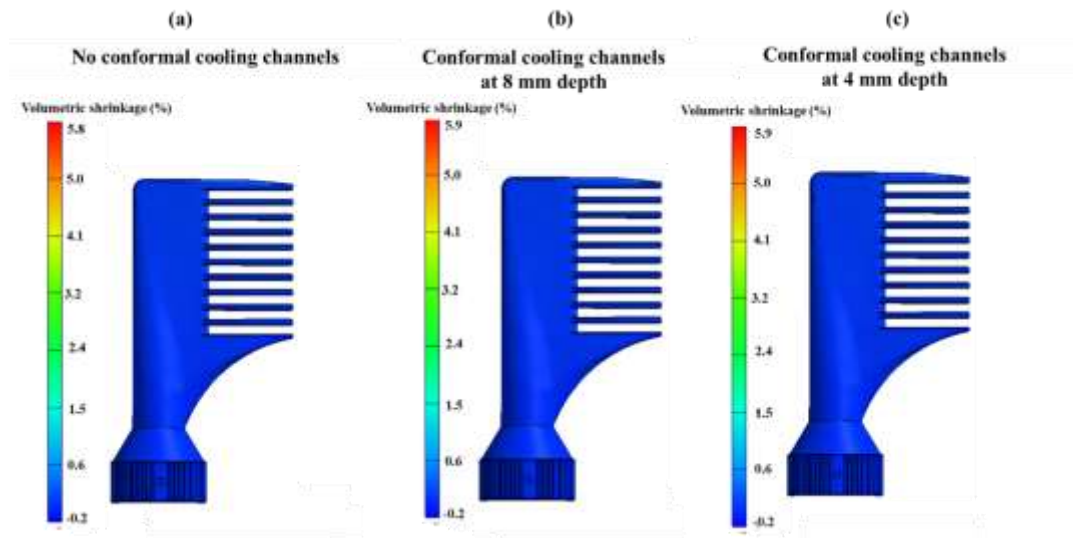 (a)
No conformal cooling channels
Volumetric shrinkage (%)
5.8
5.0
4.1
3.2
2.4
1.5
0.6
-0.2
(b)
Conformal cooling channels
at 8 mm depth
Volumetric shrinkage (%)
5.9
5.0
4.1
3.2
2.4
1.5
0.6
-0.2
(c)
Conformal cooling channels
at 4 mm depth
Volumetric shrinkage (%)
5.9
5.0
4.1
3.2
2.4
1.5
0.6
-0.2